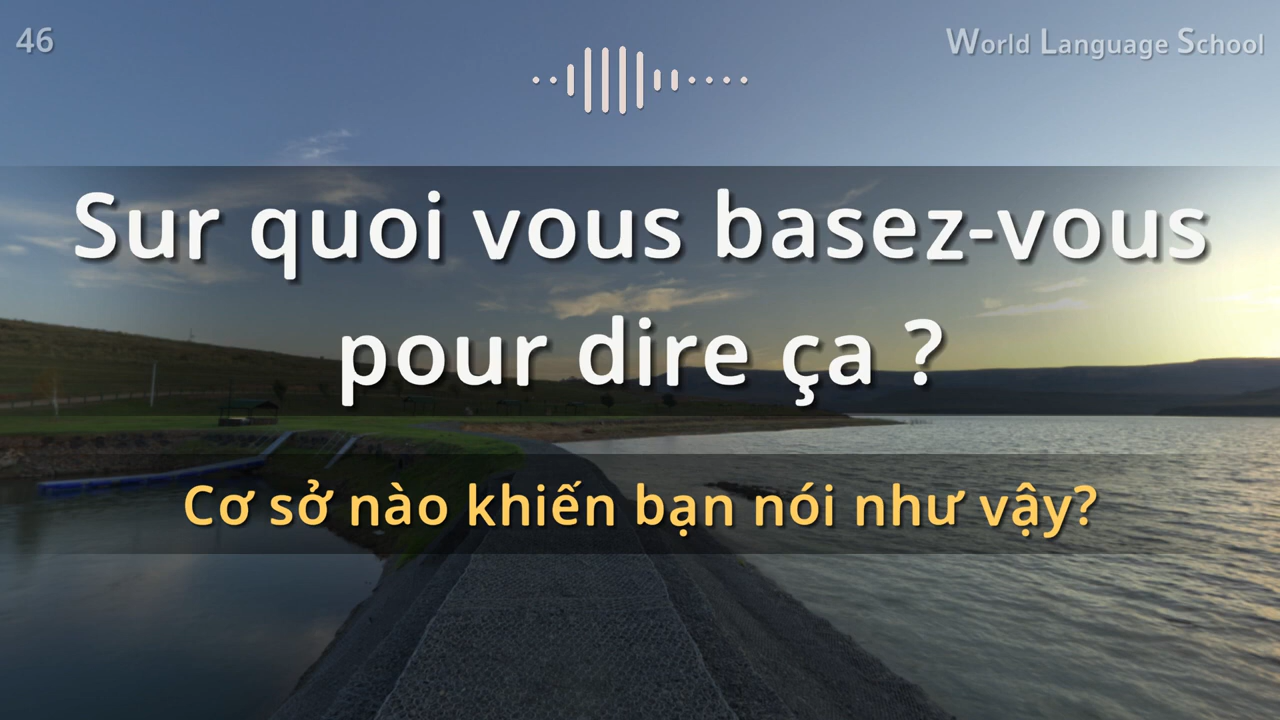 46
World Language School
Sur quoi vous basez-vous
pour dire ça ?
Cơ sở nào khiến bạn nói như vậy?